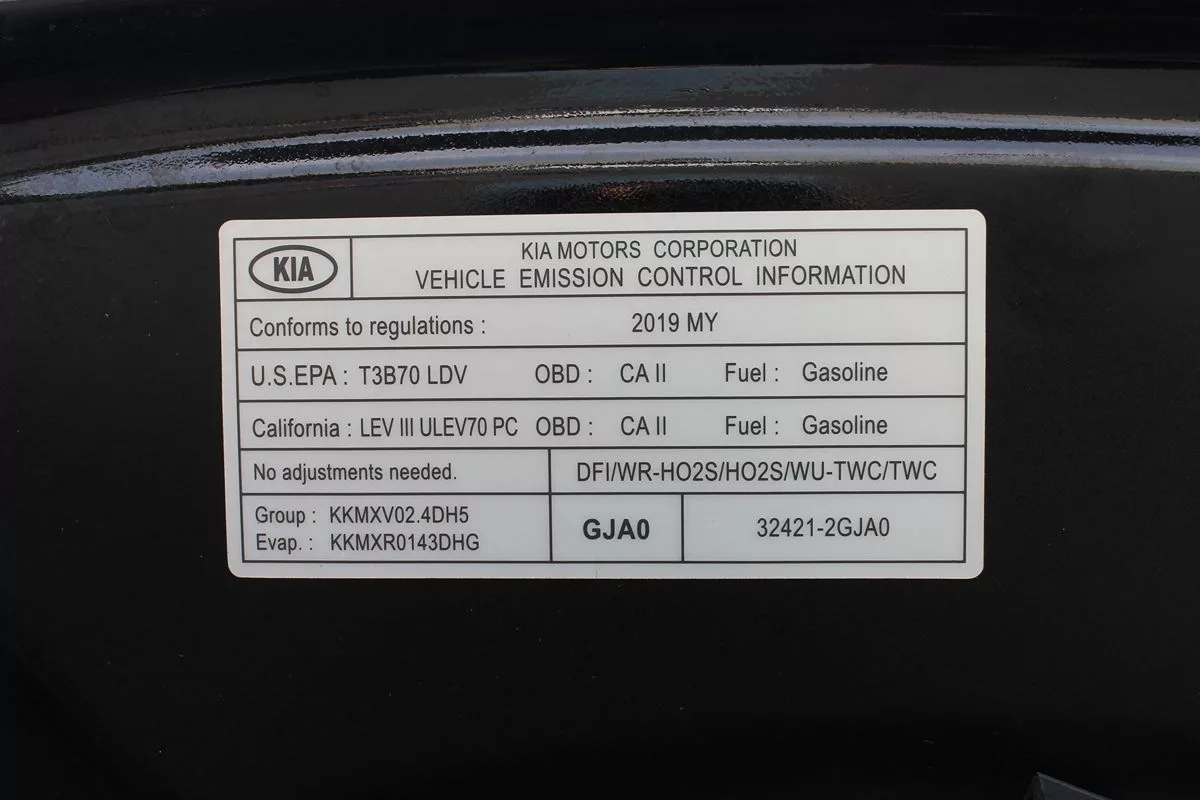 KIA
KIA MOTORS CORPORATION
VEHICLE EMISSION CONTROL INFORMATION
Conforms to regulations : 2019 MY
U.S.EPA : T3B70 LDV OBD : CA II Fuel : Gasoline
California : LEV III ULEV70 PC OBD : CA II Fuel : Gasoline
No adjustments needed. DFI/WR-HO2S/HO2S/WU-TWC/TWC
Group : KKMXV02.4DH5
Evap. : KKMXR0143DHG
GJA0
32421-2GJA0